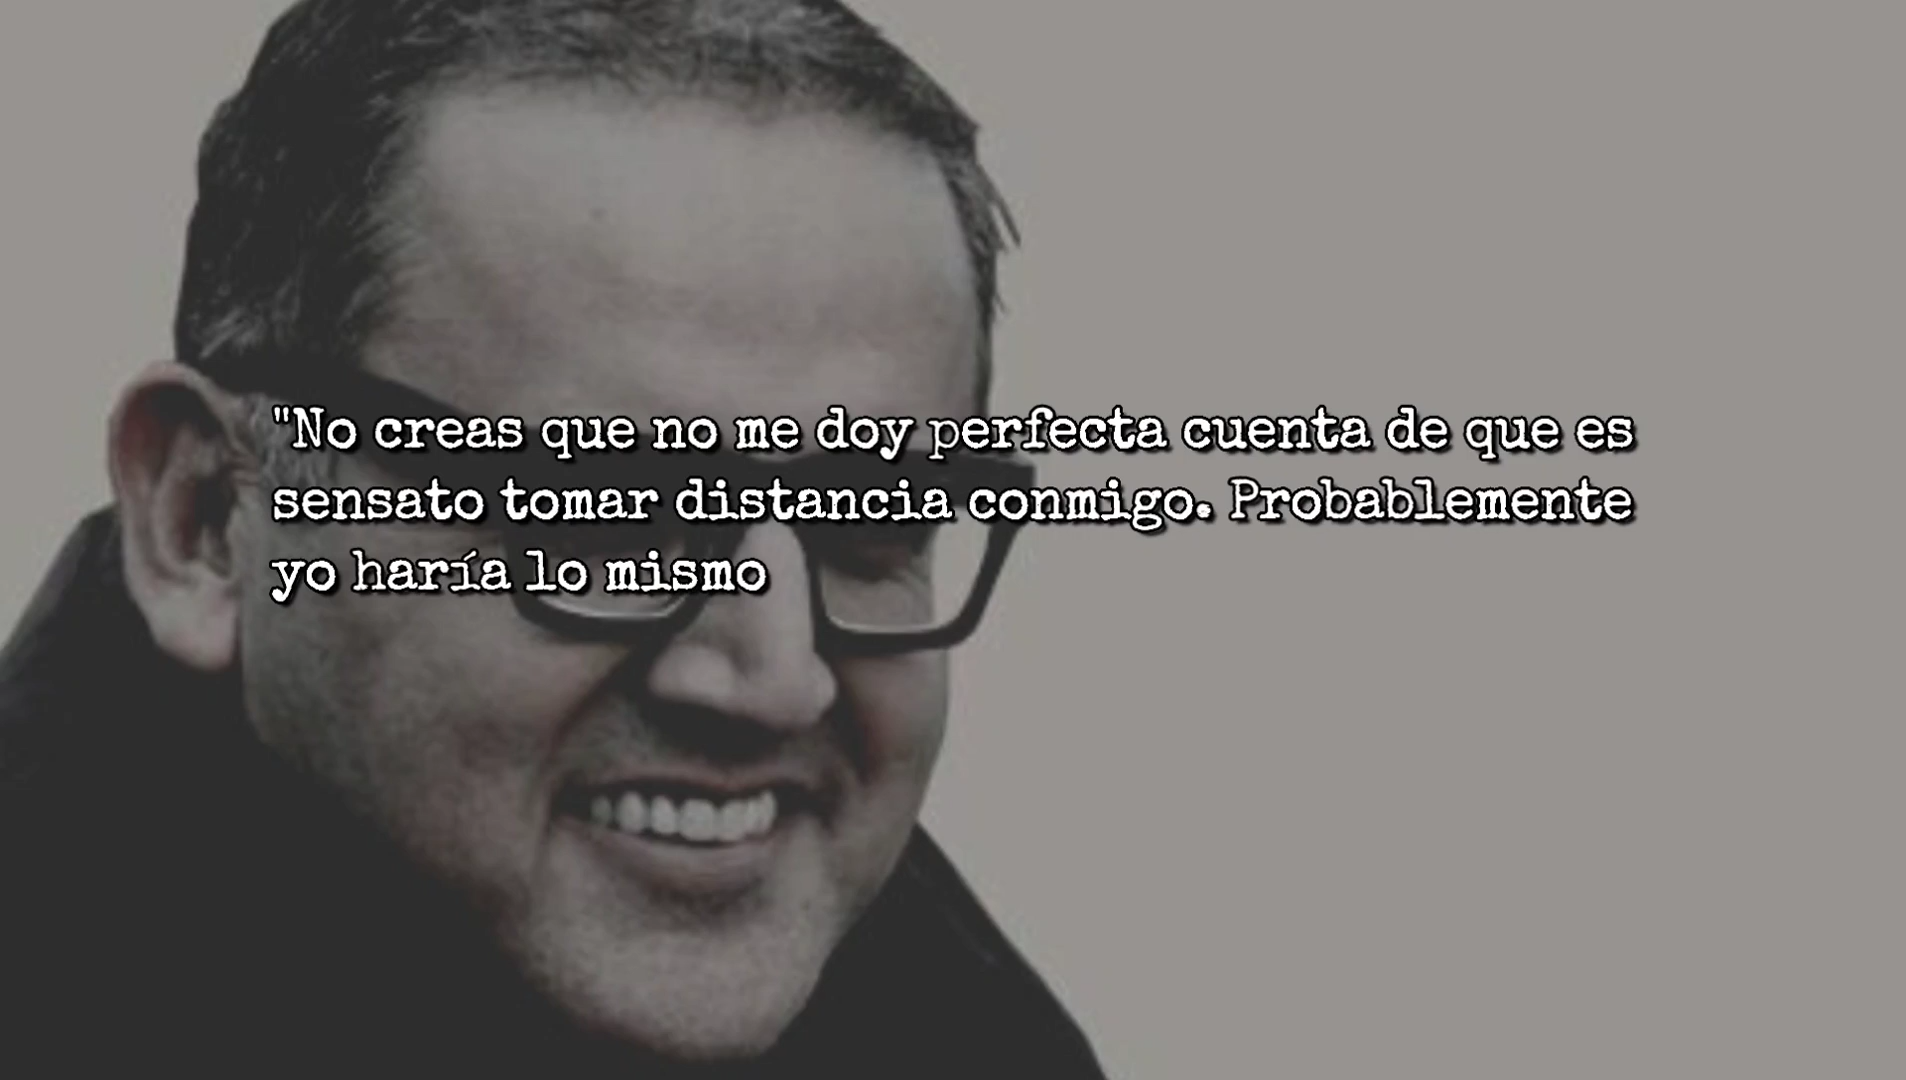 "No creas que no me doy perfecta cuenta de que es
sensato tomar distancia conmigo. Probablemente
yo haría lo mismo